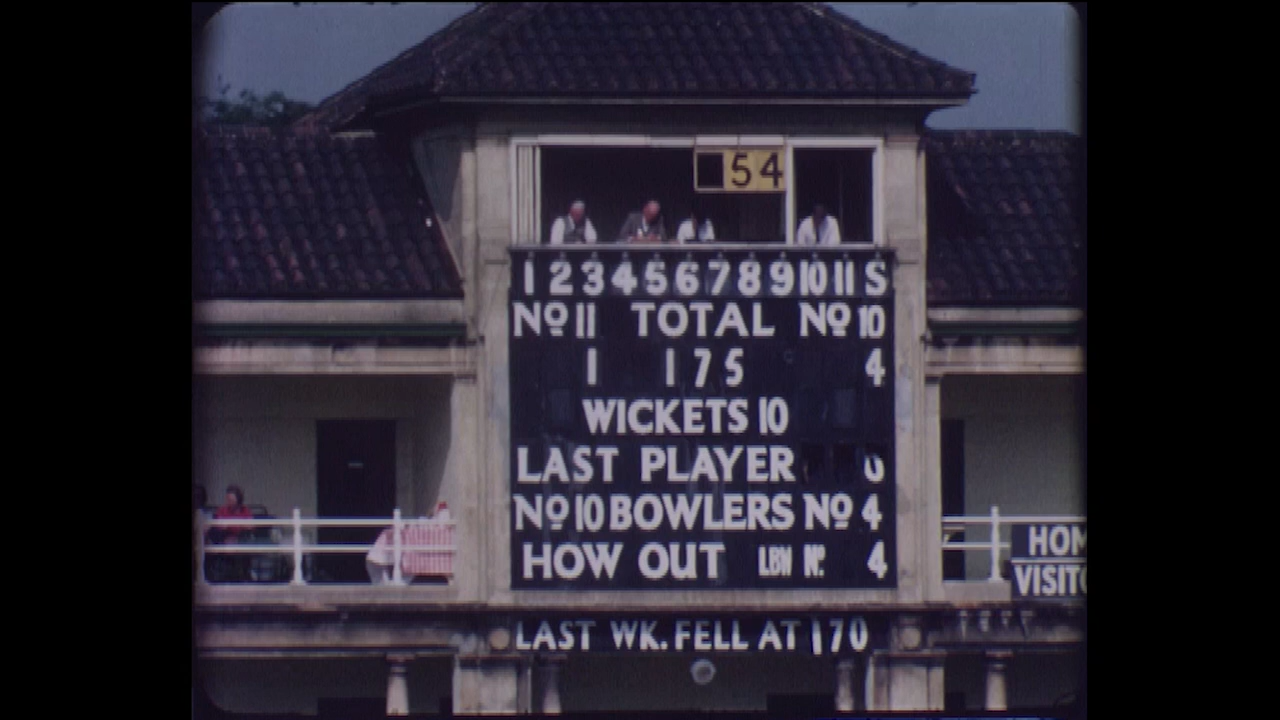 54
1 2 3 4 5 6 7 8 9 10 11 S
Nº 11 TOTAL Nº 10
1 175 4
WICKETS 10
LAST PLAYER 0
Nº 10 BOWLERS Nº 4
HOW OUT LBW Nº 4
LAST WK. FELL AT 170
HOM
VISITO